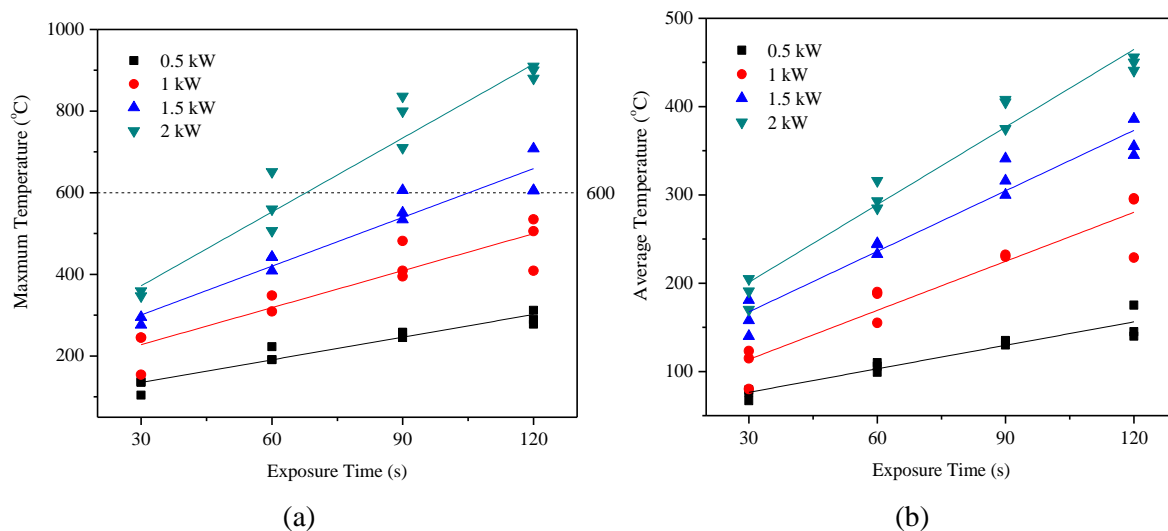 1000
800
600
400
200
Maxmum Temperature (°C)
0.5 kW
1 kW
1.5 kW
2 kW
600
30
60
90
120
Exposure Time (s)
(a)
500
400
300
200
100
Average Temperature (°C)
0.5 kW
1 kW
1.5 kW
2 kW
30
60
90
120
Exposure Time (s)
(b)